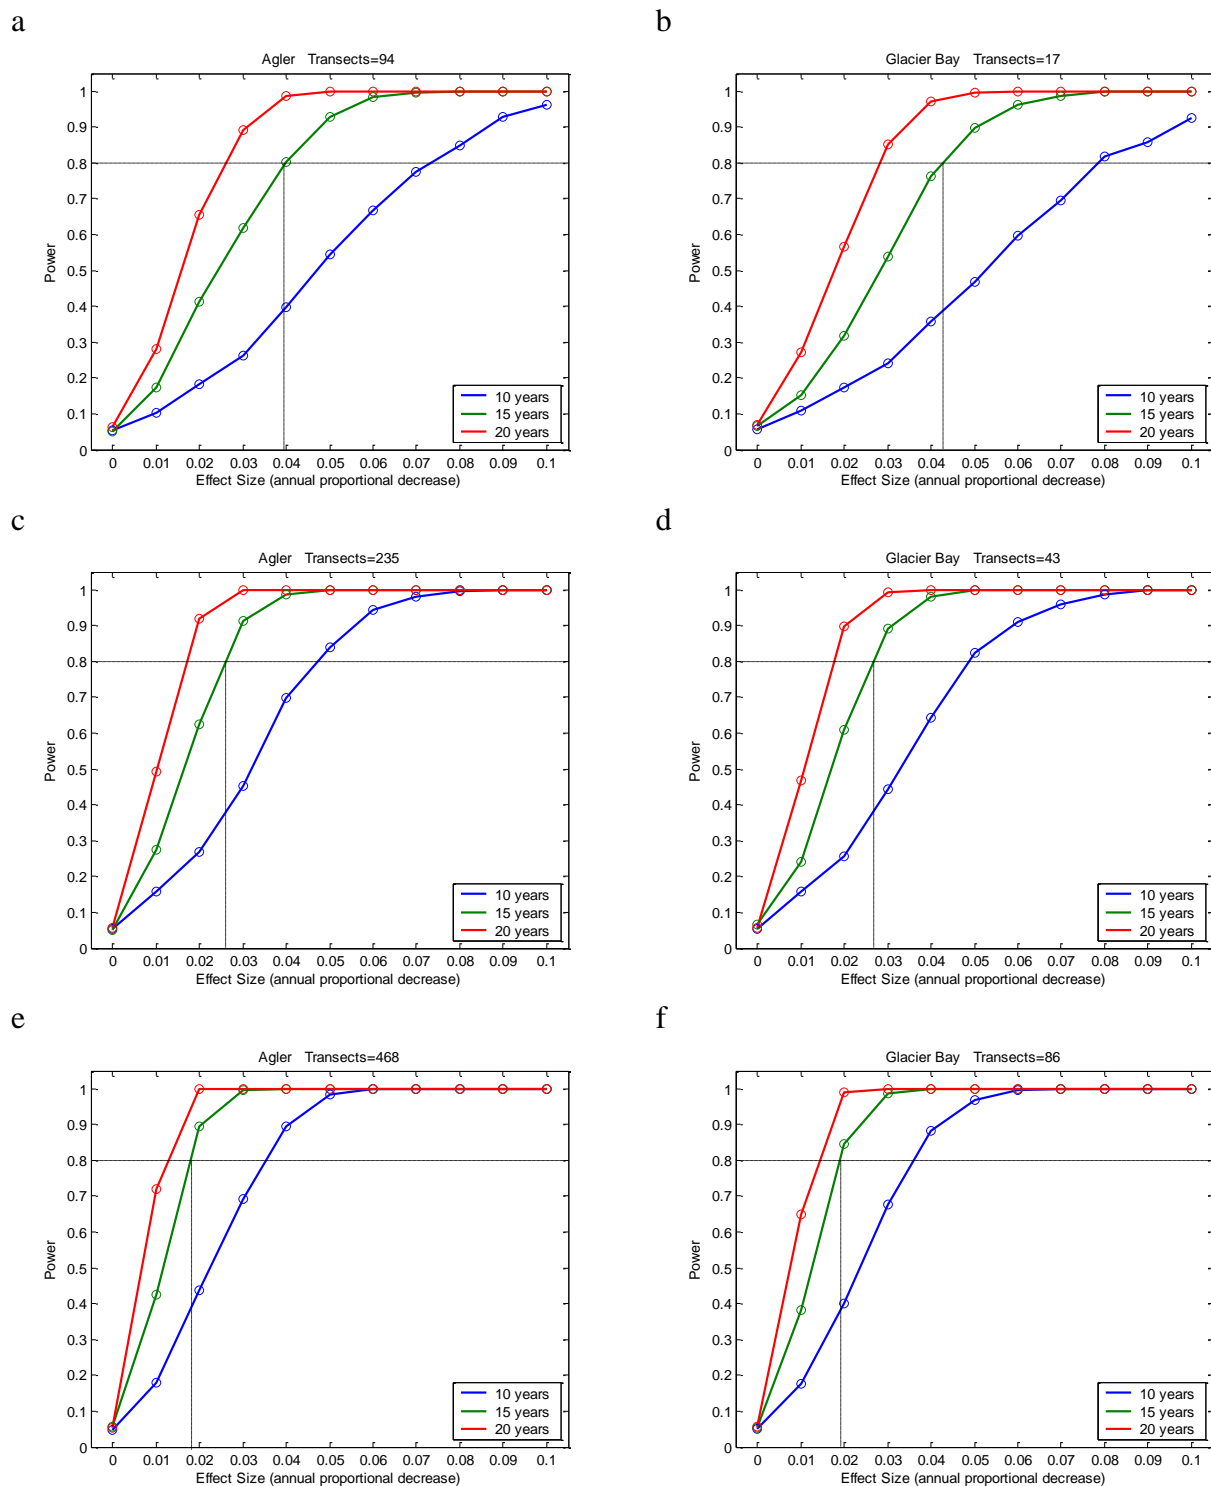 a
Agler Transects=94
1
0.9
0.8
0.7
0.6
0.5
0.4
0.3
0.2
0.1
0
Power
10 years
15 years
20 years
0 0.01 0.02 0.03 0.04 0.05 0.06 0.07 0.08 0.09 0.1
Effect Size (annual proportional decrease)
b
Glacier Bay Transects=17
1
0.9
0.8
0.7
0.6
0.5
0.4
0.3
0.2
0.1
0
Power
10 years
15 years
20 years
0 0.01 0.02 0.03 0.04 0.05 0.06 0.07 0.08 0.09 0.1
Effect Size (annual proportional decrease)
c
Agler Transects=235
1
0.9
0.8
0.7
0.6
0.5
0.4
0.3
0.2
0.1
0
Power
10 years
15 years
20 years
0 0.01 0.02 0.03 0.04 0.05 0.06 0.07 0.08 0.09 0.1
Effect Size (annual proportional decrease)
d
Glacier Bay Transects=43
1
0.9
0.8
0.7
0.6
0.5
0.4
0.3
0.2
0.1
0
Power
10 years
15 years
20 years
0 0.01 0.02 0.03 0.04 0.05 0.06 0.07 0.08 0.09 0.1
Effect Size (annual proportional decrease)
e
Agler Transects=468
1
0.9
0.8
0.7
0.6
0.5
0.4
0.3
0.2
0.1
0
Power
10 years
15 years
20 years
0 0.01 0.02 0.03 0.04 0.05 0.06 0.07 0.08 0.09 0.1
Effect Size (annual proportional decrease)
f
Glacier Bay Transects=86
1
0.9
0.8
0.7
0.6
0.5
0.4
0.3
0.2
0.1
0
Power
10 years
15 years
20 years
0 0.01 0.02 0.03 0.04 0.05 0.06 0.07 0.08 0.09 0.1
Effect Size (annual proportional decrease)